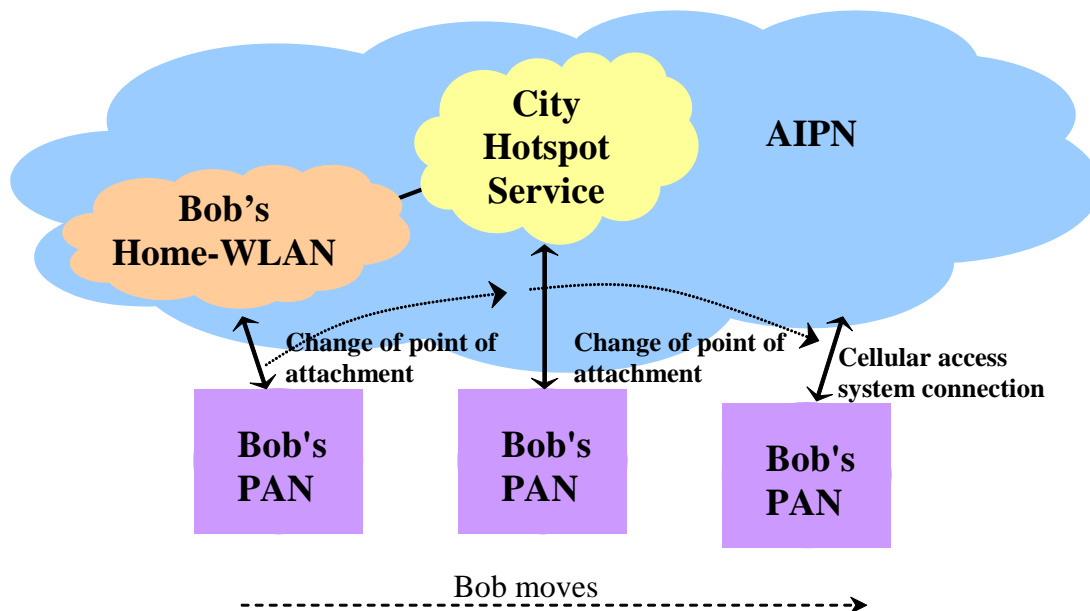 City
Hotspot
Service
AIPN
Bob’s
Home-WLAN
Change of point of
attachment
Change of point of
attachment
Cellular access
system connection
Bob's
PAN
Bob's
PAN
Bob's
PAN
Bob moves